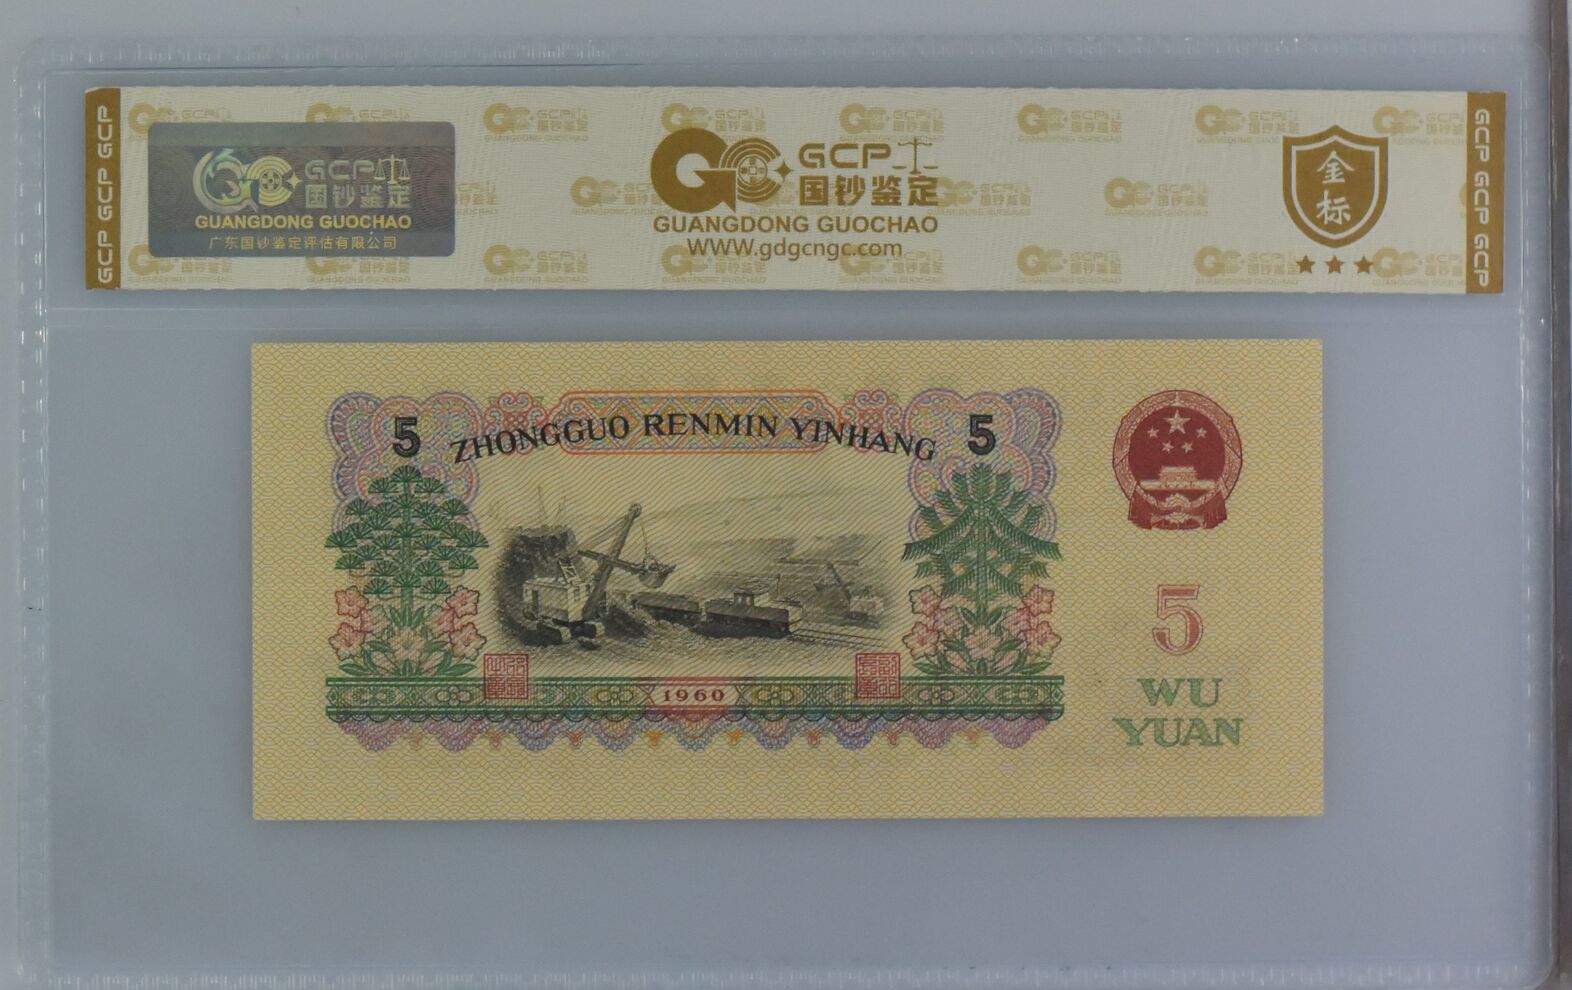 GCP GCP GCP
GCP
国钞鉴定
GUANGDONG GUOCHAO
广东国钞鉴定评估有限公司
GCP
国钞鉴定
GUANGDONG GUOCHAO
WWW.gdgcngc.com
金
标
GCP GCP GCP
5
ZHONGGUO RENMIN YINHANG
5
1960
5
WU
YUAN